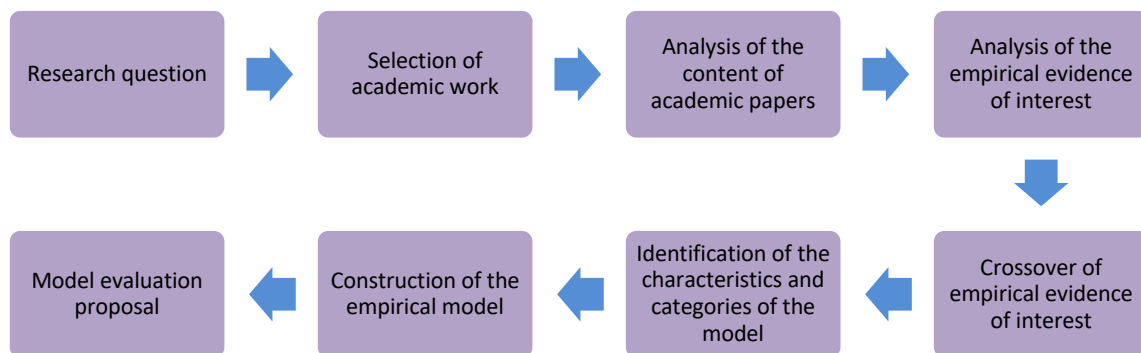 Research question
Selection of
academic work
Analysis of the
content of
academic papers
Analysis of the
empirical evidence
of interest
Crossover of
empirical evidence
of interest
Identification of the
characteristics and
categories of the
model
Construction of the
empirical model
Model evaluation
proposal